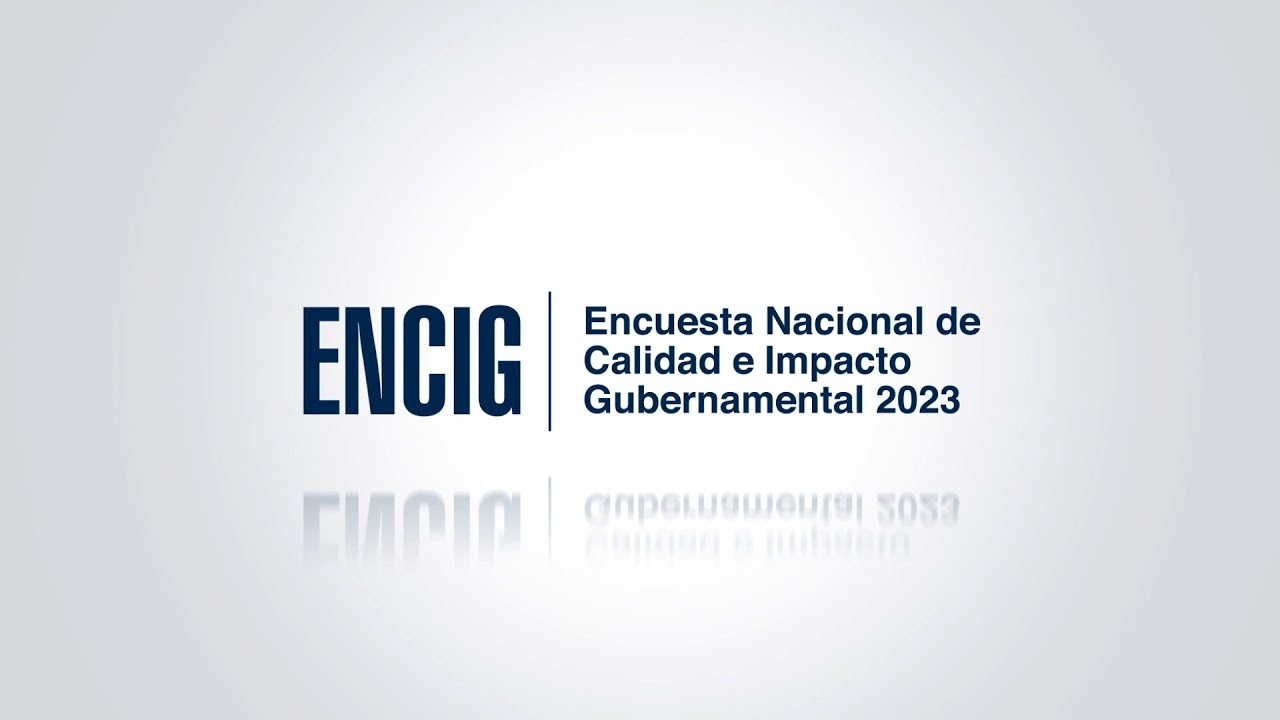 ENCIG
Encuesta Nacional de
Calidad e Impacto
Gubernamental 2023